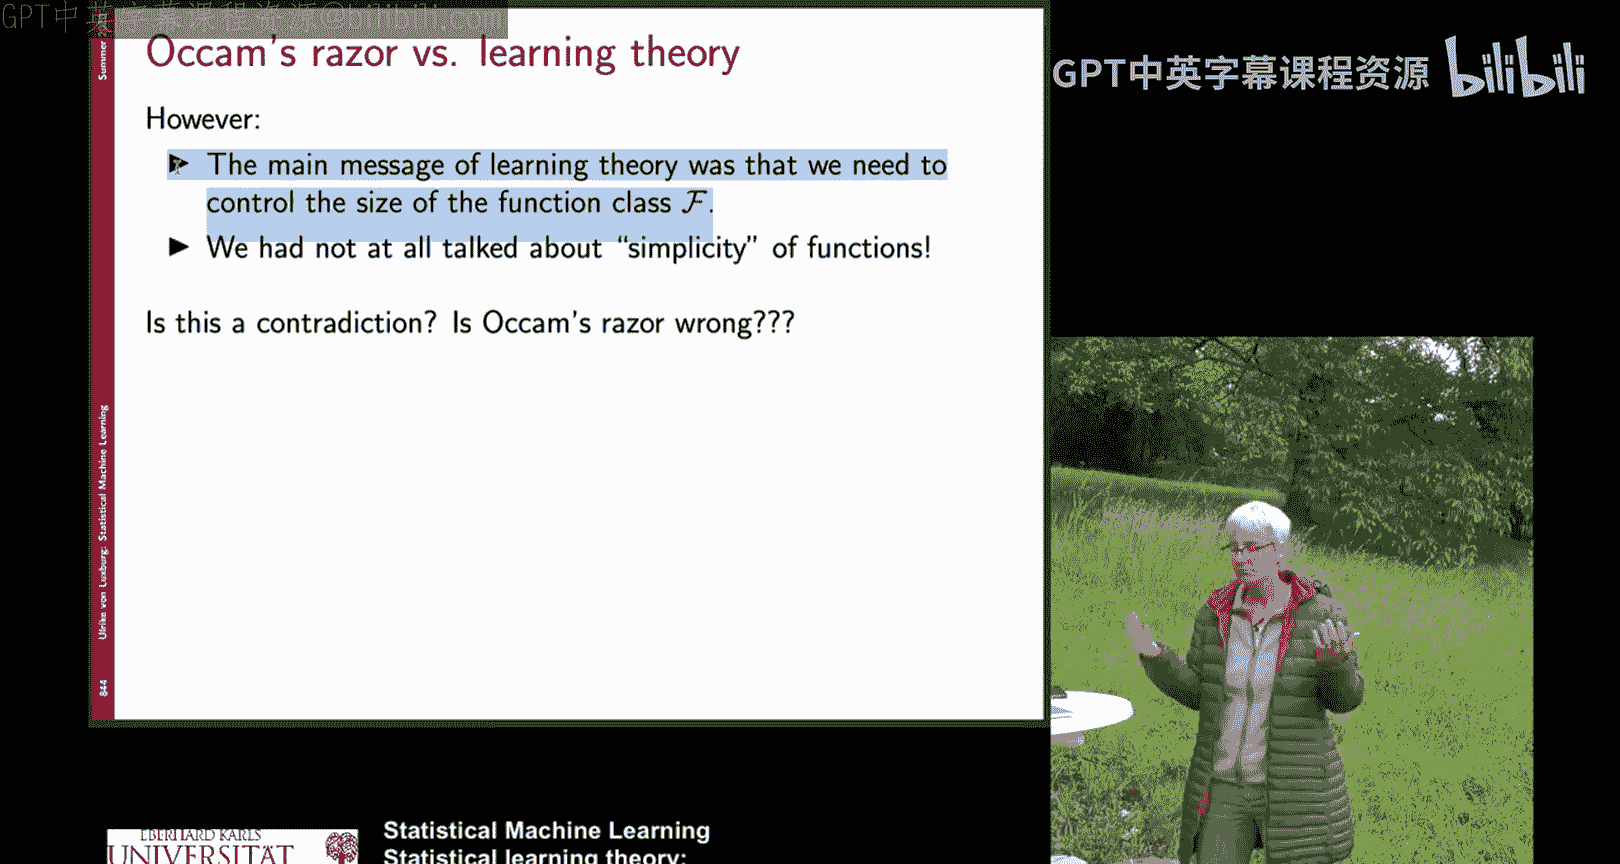 GPT中英字幕课程资源@bilibili.com
Occam's razor vs. learning theory
However:
The main message of learning theory was that we need to
control the size of the function class F.
We had not at all talked about “simplicity” of functions!
Is this a contradiction? Is Occam's razor wrong???
Summer
Ulrike von Luxburg: Statistical Machine Learning
844
GPT中英字幕课程资源 bilibili
EBERHARD KARLS
UNIVERSITÄT
Statistical Machine Learning
Statistical learning theory: